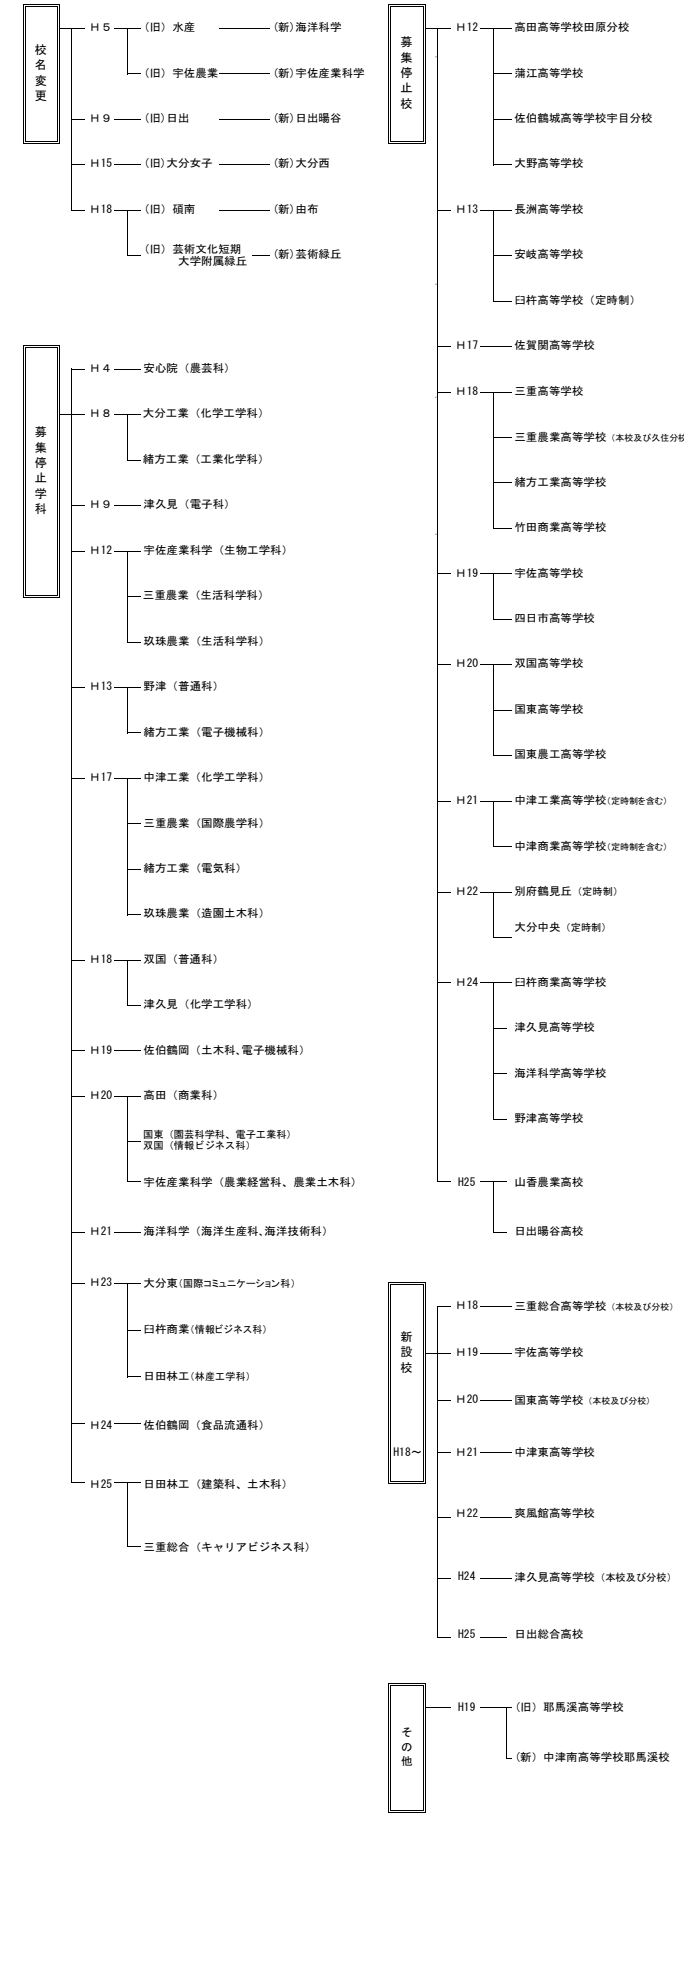 校名変更
H5 (旧) 水産 (新)海洋科学
(旧) 宇佐農業 (新)宇佐産業科学
H9 (旧)日出 (新)日出暘谷
H15 (旧)大分女子 (新)大分西
H18 (旧) 碩南 (新)由布
(旧) 芸術文化短期
大学附属緑丘 (新)芸術緑丘
募集停止学科
H4 安心院（農芸科）
H8 大分工業（化学工学科）
緒方工業（工業化学科）
H9 津久見（電子科）
H12 宇佐産業科学（生物工学科）
三重農業（生活科学科）
玖珠農業（生活科学科）
H13 野津（普通科）
緒方工業（電子機械科）
H17 中津工業（化学工学科）
三重農業（国際農学科）
緒方工業（電気科）
玖珠農業（造園土木科）
H18 双国（普通科）
津久見（化学工学科）
H19 佐伯鶴岡（土木科、電子機械科）
H20 高田（商業科）
国東（園芸科学科、電子工業科）
双国（情報ビジネス科）
宇佐産業科学（農業経営科、農業土木科）
H21 海洋科学（海洋生産科、海洋技術科）
H23 大分東（国際コミュニケーション科）
臼杵商業（情報ビジネス科）
日田林工（林産工学科）
H24 佐伯鶴岡（食品流通科）
H25 日田林工（建築科、土木科）
三重総合（キャリアビジネス科）
募集停止校
H12 高田高等学校田原分校
蒲江高等学校
佐伯鶴城高等学校宇目分校
大野高等学校
H13 長洲高等学校
安岐高等学校
臼杵高等学校（定時制）
H17 佐賀関高等学校
H18 三重高等学校
三重農業高等学校（本校及び久住分校
緒方工業高等学校
竹田商業高等学校
H19 宇佐高等学校
四日市高等学校
H20 双国高等学校
国東高等学校
国東農工高等学校
H21 中津工業高等学校(定時制を含む)
中津商業高等学校(定時制を含む)
H22 別府鶴見丘（定時制）
大分中央（定時制）
H24 臼杵商業高等学校
津久見高等学校
海洋科学高等学校
野津高等学校
H25 山香農業高校
日出暘谷高校
新設校
H18～
H18 三重総合高等学校（本校及び分校）
H19 宇佐高等学校
H20 国東高等学校（本校及び分校）
H21 中津東高等学校
H22 爽風館高等学校
H24 津久見高等学校（本校及び分校）
H25 日出総合高校
その他
H19 (旧) 耶馬溪高等学校
(新) 中津南高等学校耶馬溪校